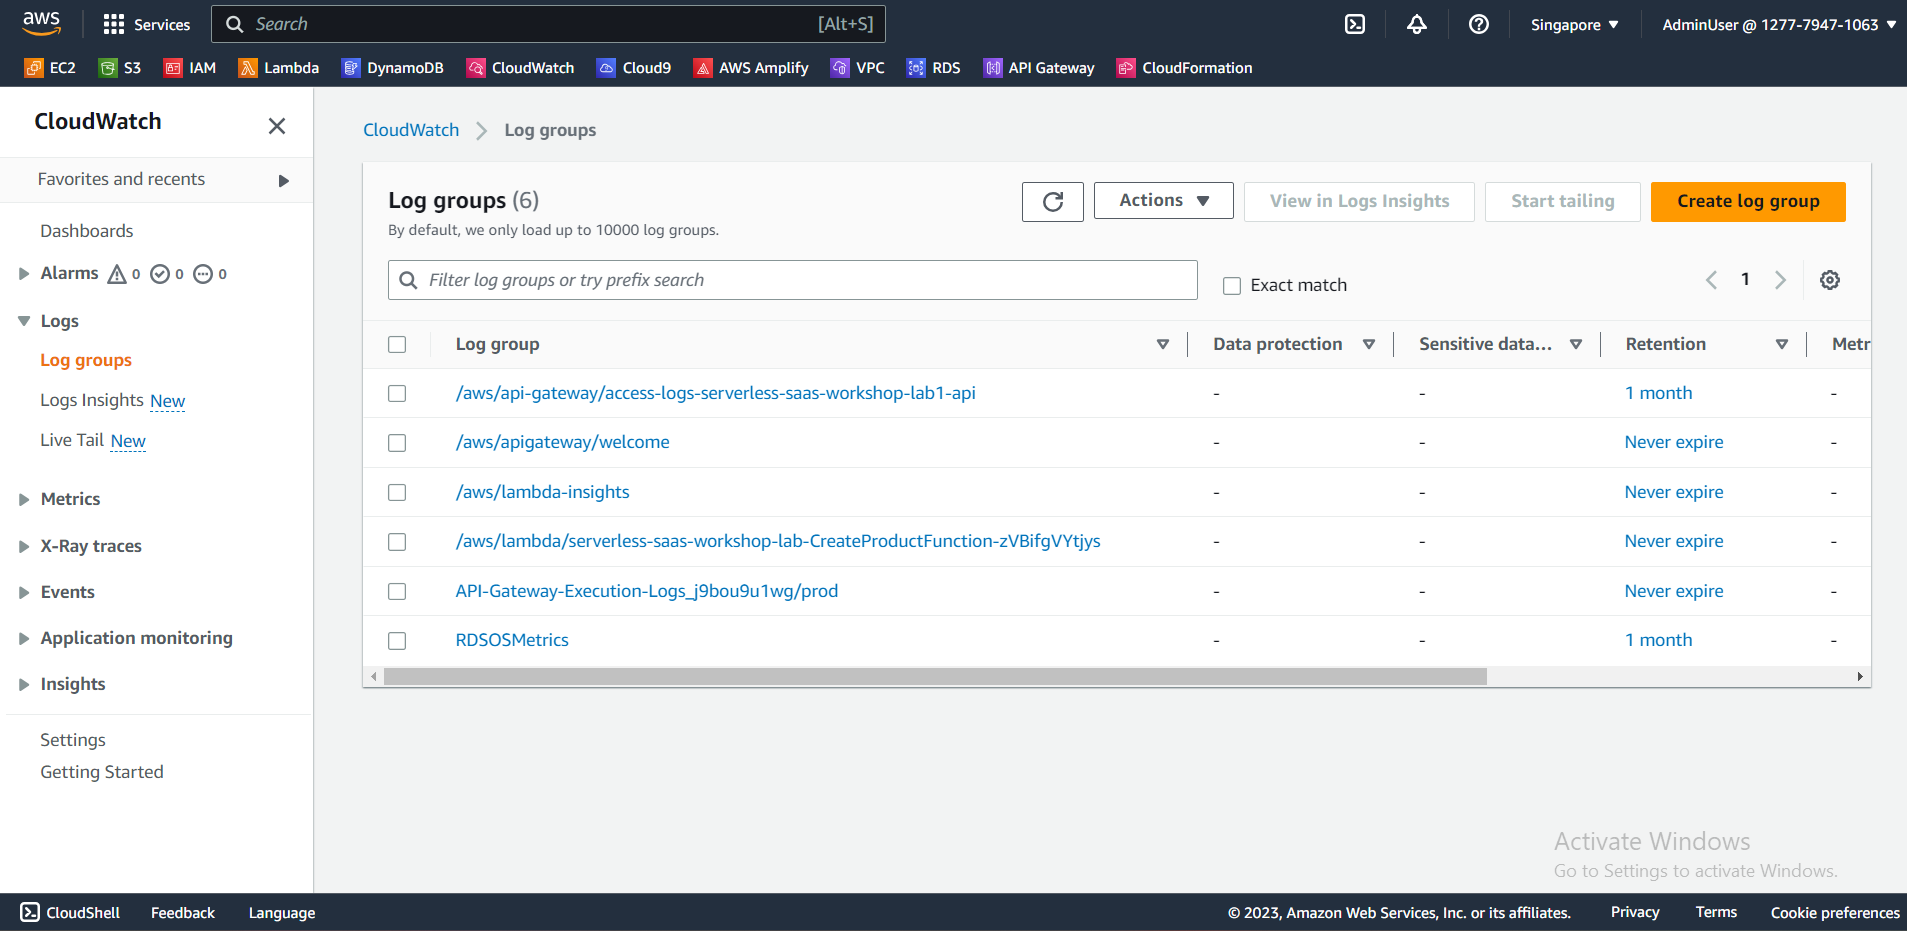 aws
Services
Search [Alt+S]
Singapore
AdminUser @ 1277-7947-1063
EC2 S3 IAM Lambda DynamoDB CloudWatch Cloud9 AWS Amplify VPC RDS API Gateway CloudFormation
CloudWatch
Favorites and recents
Dashboards
Alarms 0 0 0
Logs
Log groups
Logs Insights New
Live Tail New
Metrics
X-Ray traces
Events
Application monitoring
Insights
Settings
Getting Started
CloudWatch > Log groups
Log groups (6)
By default, we only load up to 10000 log groups.
Actions
View in Logs Insights
Start tailing
Create log group
Filter log groups or try prefix search
Exact match
1
Log group Data protection Sensitive data... Retention Metr
/aws/api-gateway/access-logs-serverless-saas-workshop-lab1-api - - 1 month -
/aws/apigateway/welcome - - Never expire -
/aws/lambda-insights - - Never expire -
/aws/lambda/serverless-saas-workshop-lab-CreateProductFunction-zVBifgVYtjys - - Never expire -
API-Gateway-Execution-Logs_j9bou9u1wg/prod - - Never expire -
RDSOSMetrics - - 1 month -
Activate Windows
Go to Settings to activate Windows.
CloudShell Feedback Language
© 2023, Amazon Web Services, Inc. or its affiliates. Privacy Terms Cookie preferences